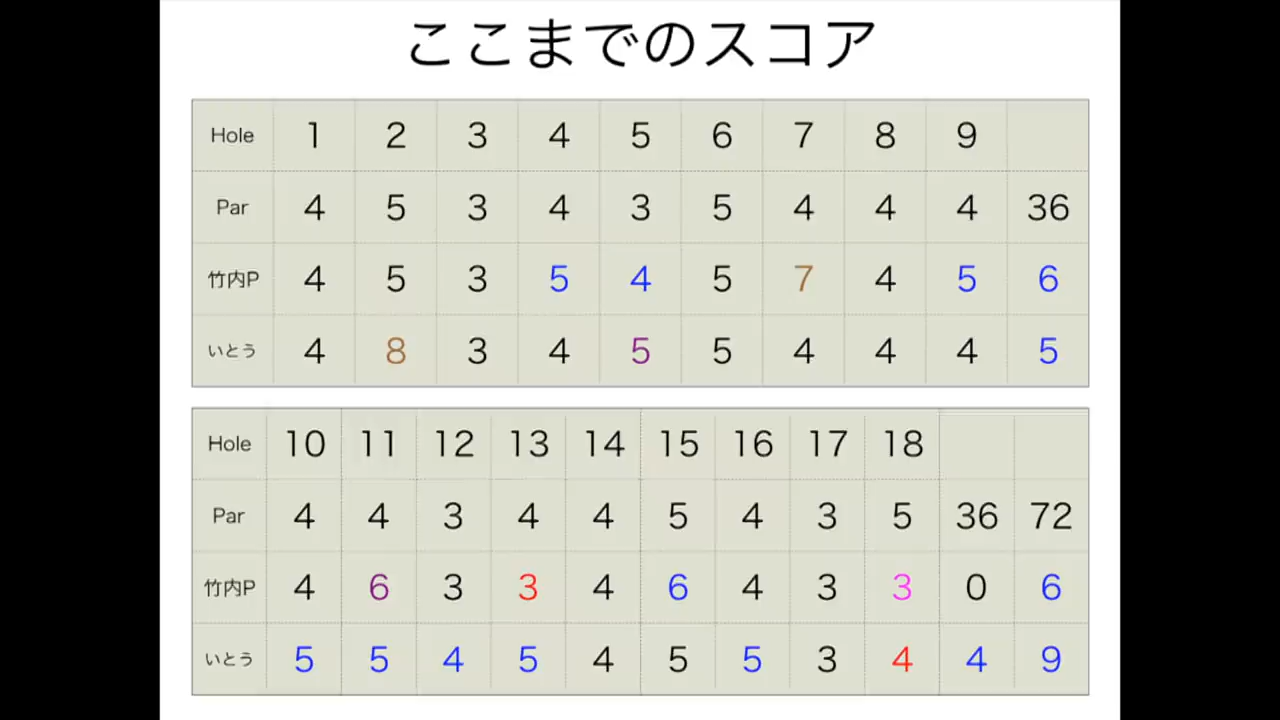 ここまでのスコア
Hole 1 2 3 4 5 6 7 8 9
Par 4 5 3 4 3 5 4 4 4 36
竹内P 4 5 3 5 4 5 7 4 5 6
いとう 4 8 3 4 5 5 4 4 4 5
Hole 10 11 12 13 14 15 16 17 18
Par 4 4 3 4 4 5 4 3 5 36 72
竹内P 4 6 3 3 4 6 4 3 3 0 6
いとう 5 5 4 5 4 5 5 3 4 4 9